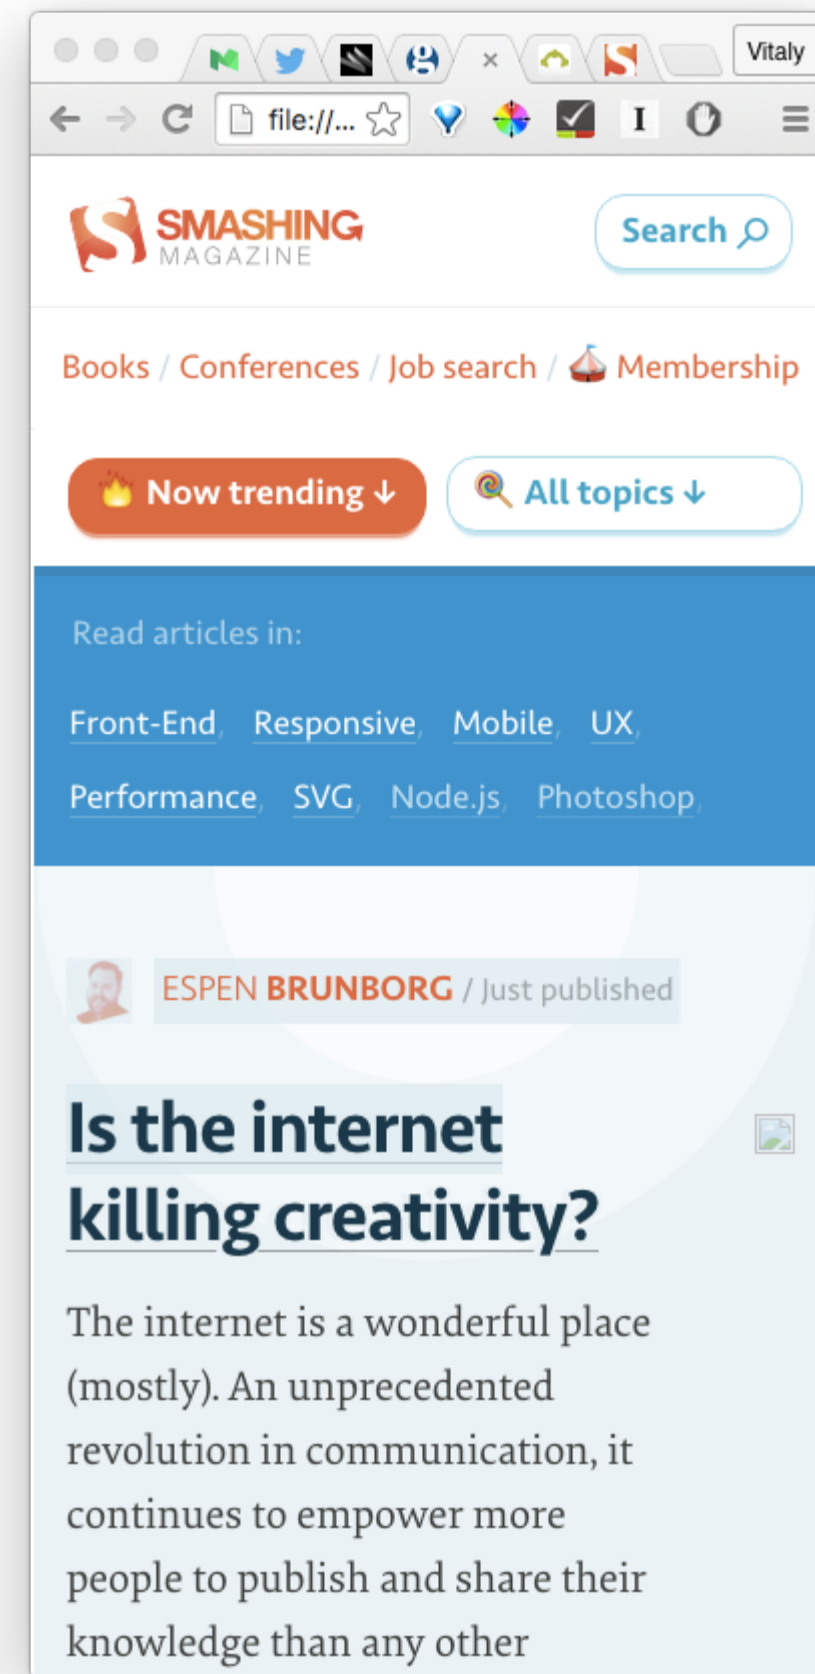 Vitaly
file://...
SMASHING
MAGAZINE
Search
Books / Conferences / Job search / Membership
Now trending ↓
All topics ↓
Read articles in:
Front-End, Responsive, Mobile, UX,
Performance, SVG, Node.js, Photoshop,
ESPEN BRUNBORG / Just published
Is the internet
killing creativity?
The internet is a wonderful place
(mostly). An unprecedented
revolution in communication, it
continues to empower more
people to publish and share their
knowledge than any other